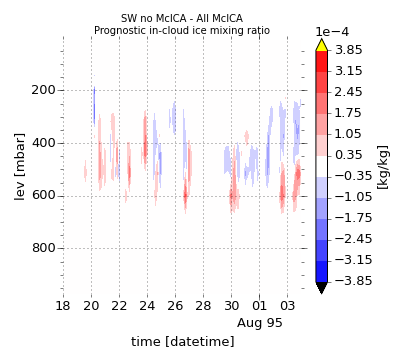 SW no McICA - All McICA
Prognostic in-cloud ice mixing ratio
1e−4
3.85
3.15
2.45
1.75
1.05
0.35
−0.35
−1.05
−1.75
−2.45
−3.15
−3.85
[kg/kg]
lev [mbar]
200
400
600
800
18 20 22 24 26 28 30 01 03
Aug 95
time [datetime]